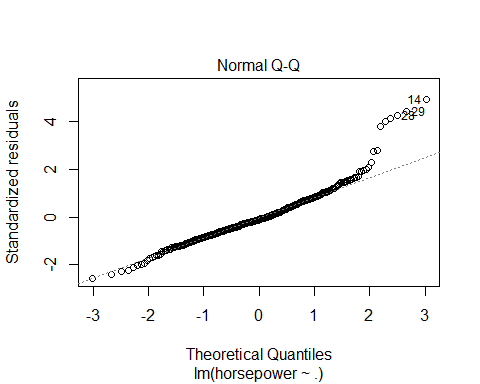 Normal Q-Q
Standardized residuals
4
2
0
-2
14
29
28
-3 -2 -1 0 1 2 3
Theoretical Quantiles
lm(horsepower ~ .)